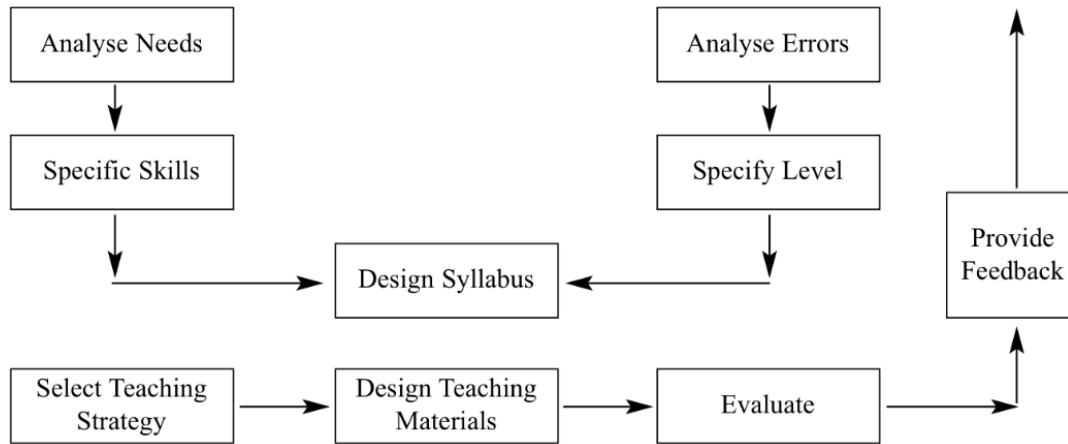 Analyse Needs
Analyse Errors
Specific Skills
Specify Level
Provide
Feedback
Design Syllabus
Select Teaching
Strategy
Design Teaching
Materials
Evaluate